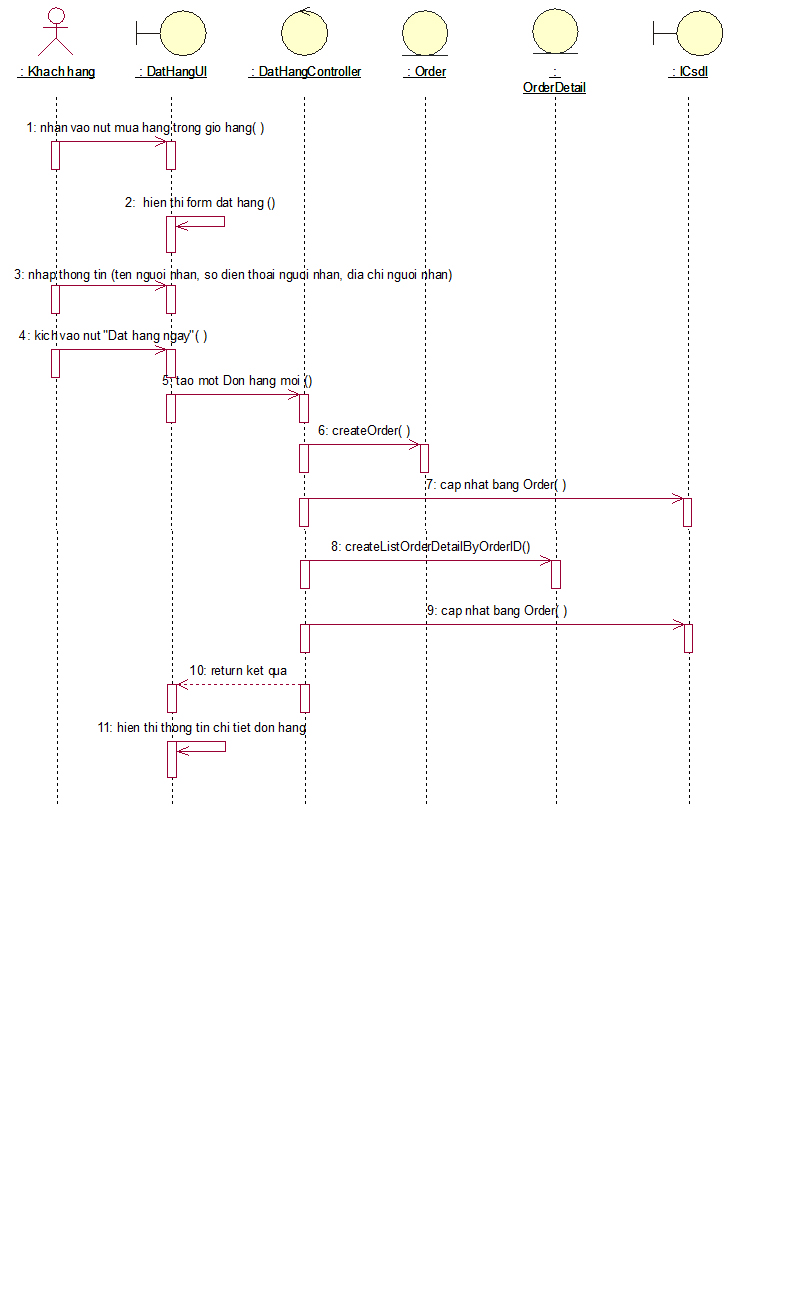 : Khach hang
: DatHangUI
: DatHangController
: Order
:
OrderDetail
: ICsdl
1: nhan vao nut mua hang trong gio hang( )
2:  hien thi form dat hang ()
3: nhap thong tin (ten nguoi nhan, so dien thoai nguoi nhan, dia chi nguoi nhan)
4: kich vao nut "Dat hang ngay"( )
5: tao mot Don hang moi ()
6: createOrder( )
7: cap nhat bang Order( )
8: createListOrderDetailByOrderID()
9: cap nhat bang Order( )
10: return ket qua
11: hien thi thong tin chi tiet don hang